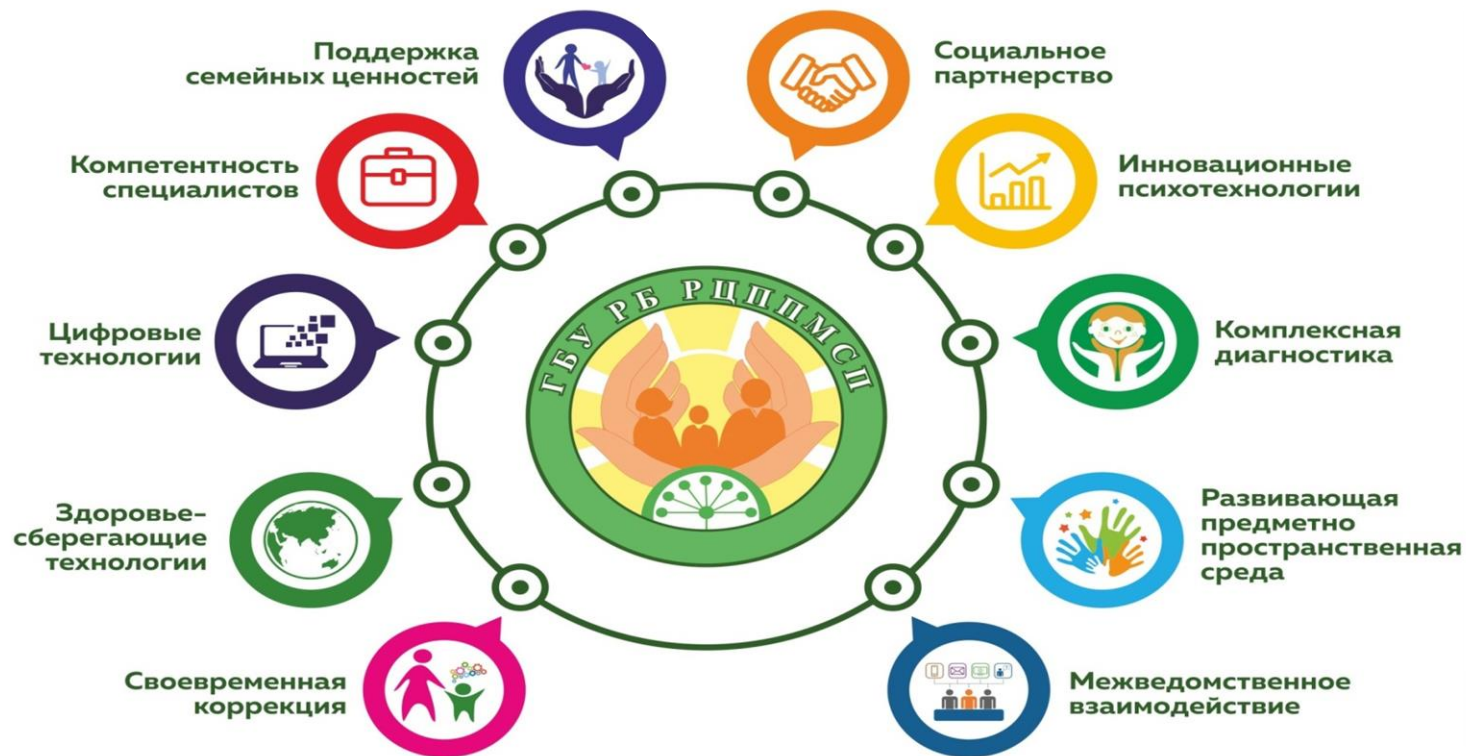 Поддержка
семейных ценностей
Социальное
партнерство
Компетентность
специалистов
Инновационные
психотехнологии
ГБУ РБ РЦППМСП
Цифровые
технологии
Комплексная
диагностика
Здоровье-
сберегающие
технологии
Развивающая
предметно
пространственная
среда
Своевременная
коррекция
Межведомственное
взаимодействие